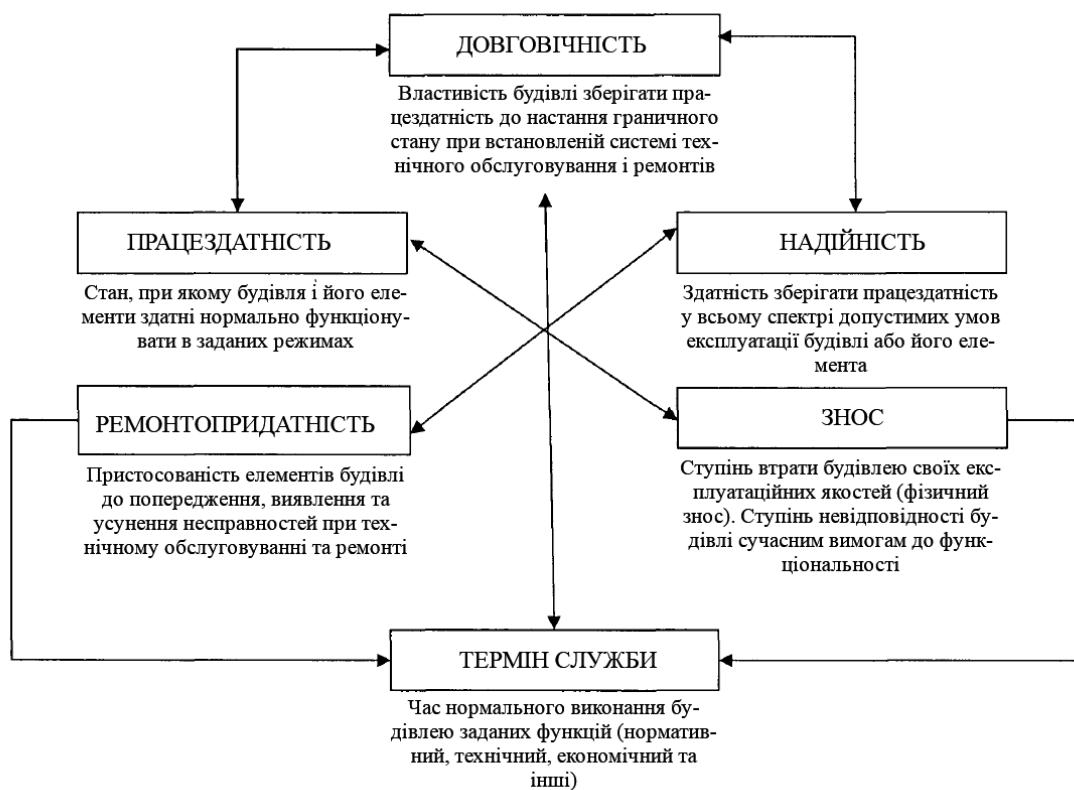 ДОВГОВІЧНІСТЬ
Властивість будівлі зберігати пра-
цездатність до настання граничного
стану при встановленій системі тех-
нічного обслуговування і ремонтів
ПРАЦЕЗДАТНІСТЬ
Стан, при якому будівля і його еле-
менти здатні нормально функціону-
вати в заданих режимах
НАДІЙНІСТЬ
Здатність зберігати працездатність
у всьому спектрі допустимих умов
експлуатації будівлі або його еле-
мента
РЕМОНТОПРИДАТНІСТЬ
Пристосованість елементів будівлі
до попередження, виявлення та
усунення несправностей при тех-
нічному обслуговуванні та ремонті
ЗНОС
Ступінь втрати будівлею своїх екс-
плуатаційних якостей (фізичний
знос). Ступінь невідповідності бу-
дівлі сучасним вимогам до функ-
ціональності
ТЕРМІН СЛУЖБИ
Час нормального виконання бу-
дівлею заданих функцій (норматив-
ний, технічний, економічний та
інші)